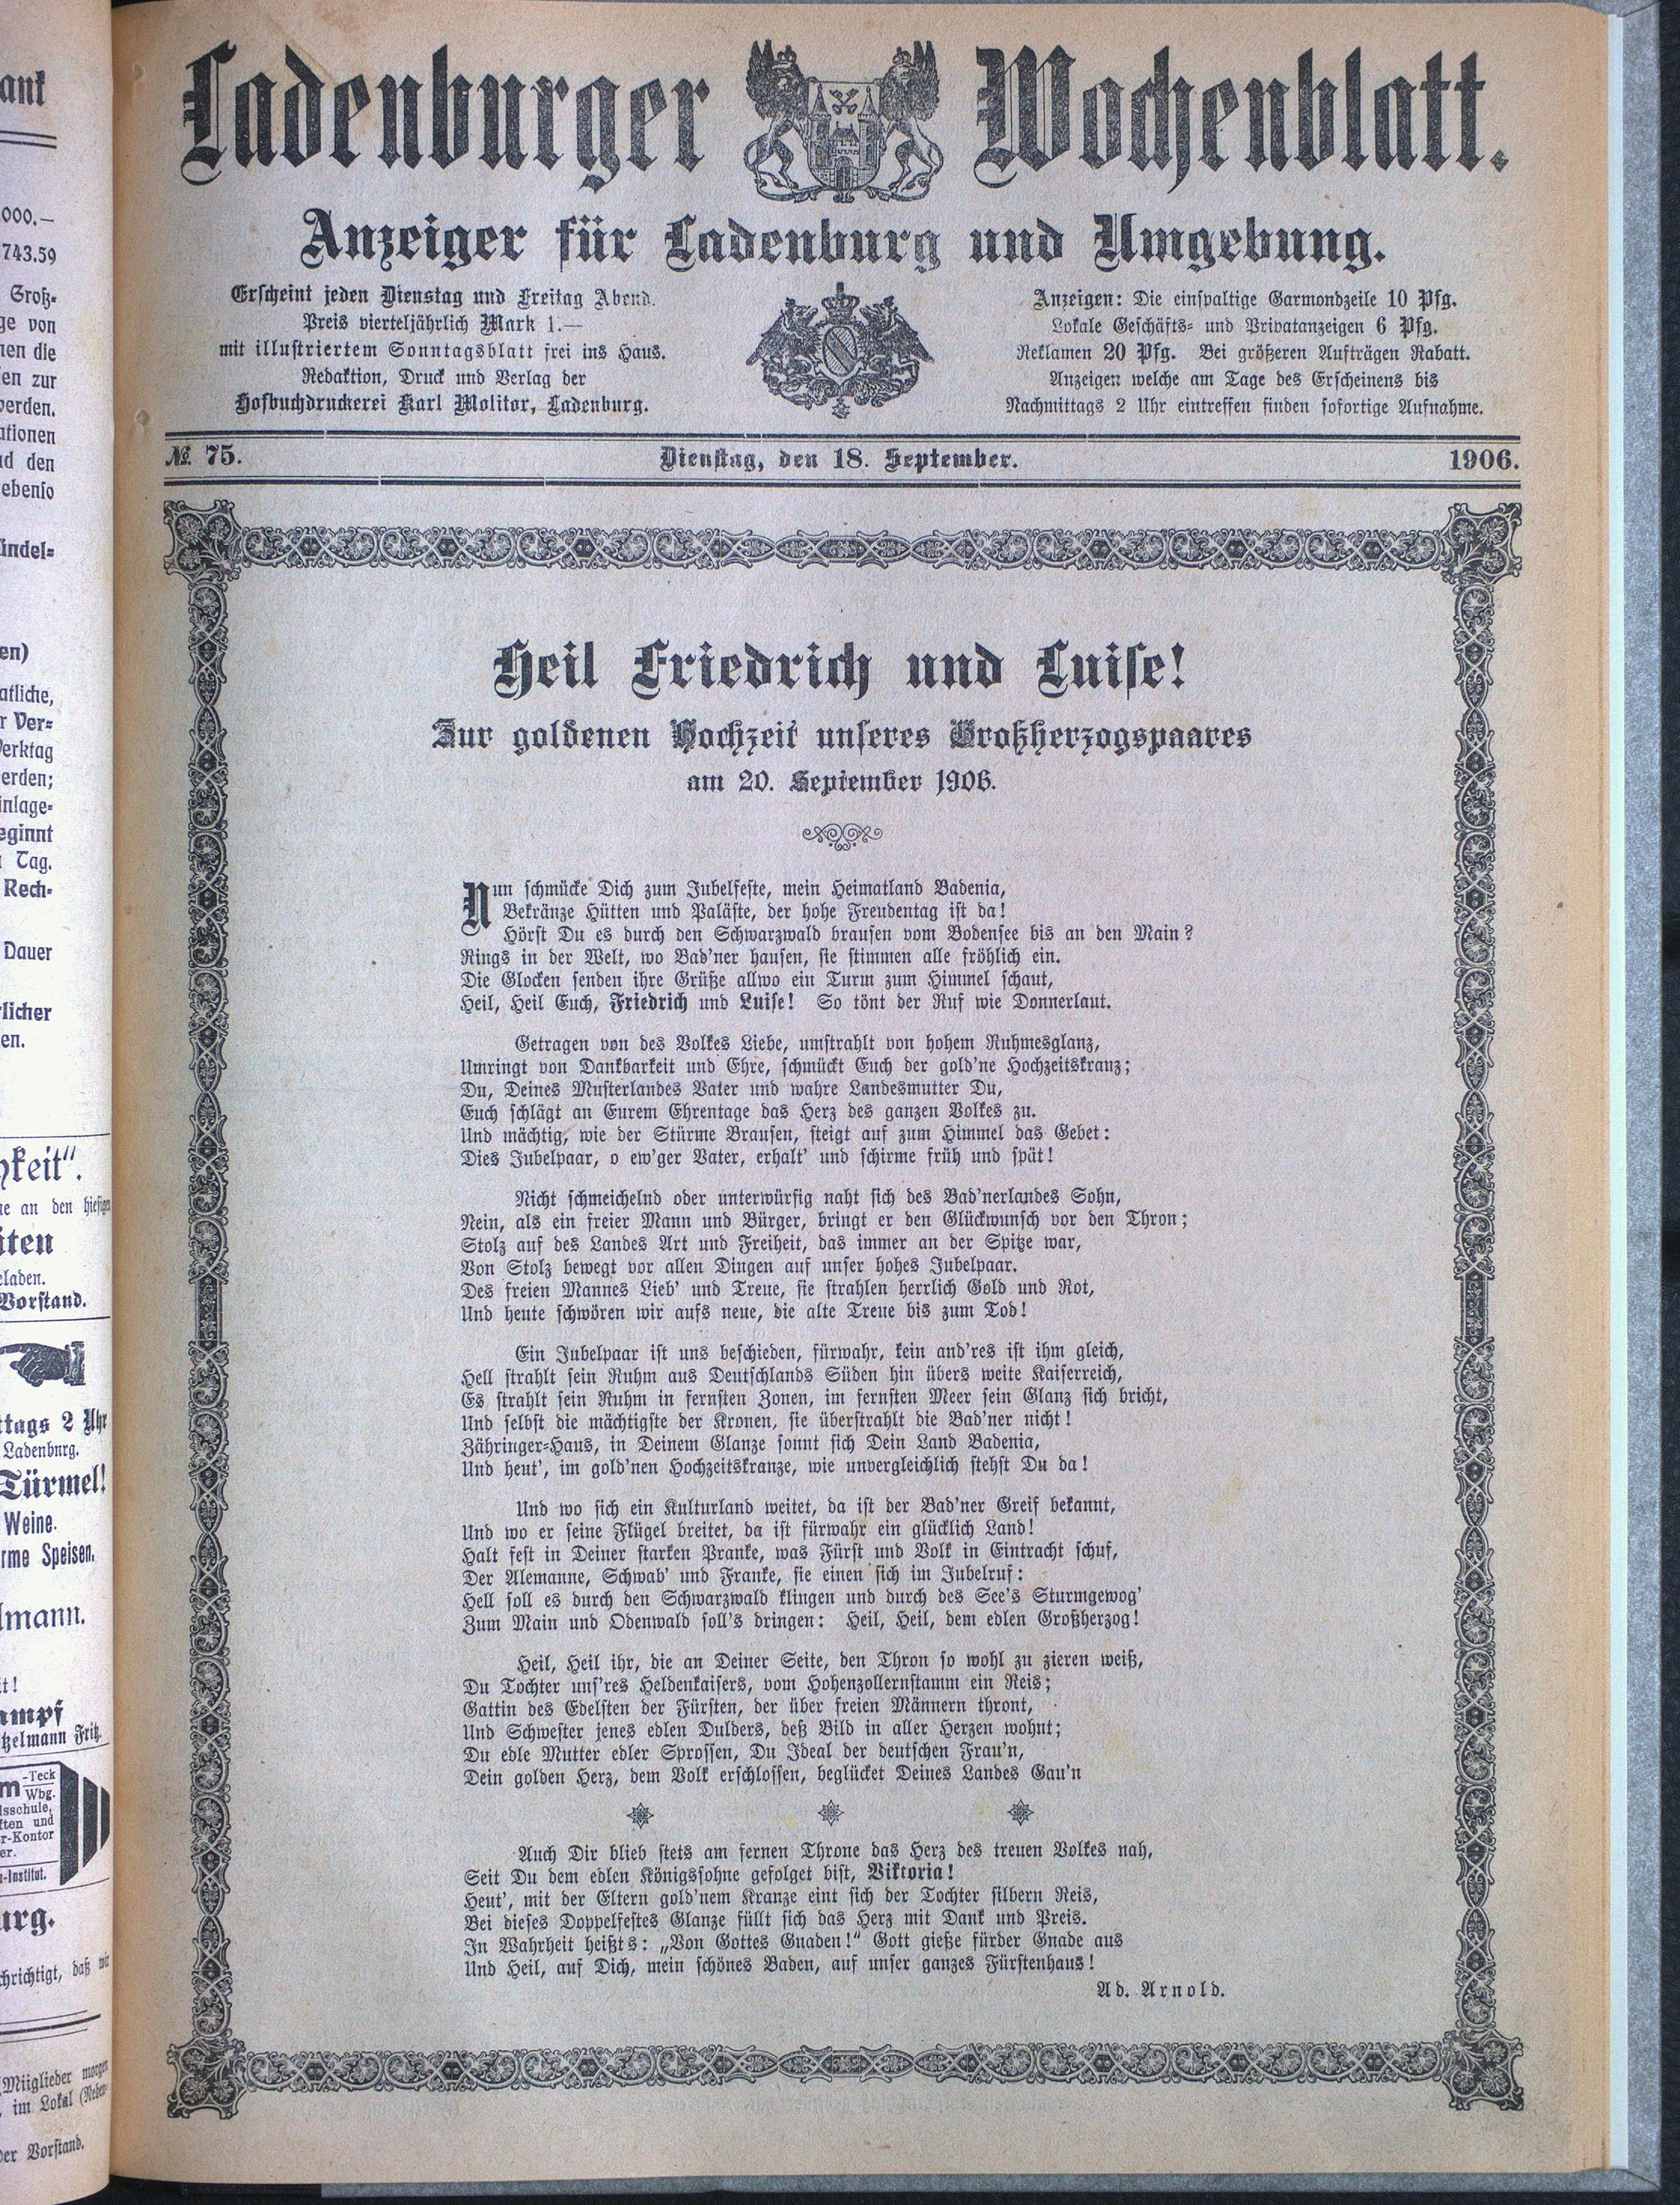 Ladenburger Wochenblatt.
Anzeiger für Ladenburg und Umgebung.
Erscheint jeden Dienstag und Freitag Abend.
Preis vierteljährlich Mark 1.—
mit illustriertem Sonntagsblatt frei ins Haus.
Redaktion, Druck und Verlag der
Hofbuchdruckerei Karl Molitor, Ladenburg.
Anzeigen: Die einspaltige Garmondzeile 10 Pfg.
Lokale Geschäfts- und Privatanzeigen 6 Pfg.
Reklamen 20 Pfg. Bei größeren Aufträgen Rabatt.
Anzeigen welche am Tage des Erscheinens bis
Nachmittags 2 Uhr eintreffen finden sofortige Aufnahme.
№. 75. Dienstag, den 18. September. 1906.
Heil Friedrich und Luise!
Zur goldenen Hochzeit unseres Großherzogspaares
am 20. September 1906.
Nun schmücke Dich zum Jubelfeste, mein Heimatland Badenia,
Bekränze Hütten und Paläste, der hohe Freudentag ist da!
Hörst Du es durch den Schwarzwald brausen vom Bodensee bis an den Main?
Rings in der Welt, wo Bad'ner hausen, sie stimmen alle fröhlich ein.
Die Glocken senden ihre Grüße allwo ein Turm zum Himmel schaut,
Heil, Heil Euch, Friedrich und Luise! So tönt der Ruf wie Donnerlaut.
Getragen von des Volkes Liebe, umstrahlt von hohem Ruhmesglanz,
Umringt von Dankbarkeit und Ehre, schmückt Euch der gold'ne Hochzeitskranz;
Du, Deines Musterlandes Vater und wahre Landesmutter Du,
Euch schlägt an Eurem Ehrentage das Herz des ganzen Volkes zu.
Und mächtig, wie der Stürme Brausen, steigt auf zum Himmel das Gebet:
Dies Jubelpaar, o ew'ger Vater, erhalt' und schirme früh und spät!
Nicht schmeichelnd oder unterwürfig naht sich des Bad'nerlandes Sohn,
Nein, als ein freier Mann und Bürger, bringt er den Glückwunsch vor den Thron;
Stolz auf des Landes Art und Freiheit, das immer an der Spitze war,
Von Stolz bewegt vor allen Dingen auf unser hohes Jubelpaar.
Des freien Mannes Lieb' und Treue, sie strahlen herrlich Gold und Rot,
Und heute schwören wir aufs neue, die alte Treue bis zum Tod!
Ein Jubelpaar ist uns beschieden, fürwahr, kein and'res ist ihm gleich,
Hell strahlt sein Ruhm aus Deutschlands Süden hin übers weite Kaiserreich,
Es strahlt sein Ruhm in fernsten Zonen, im fernsten Meer sein Glanz sich bricht,
Und selbst die mächtigste der Kronen, sie überstrahlt die Bad'ner nicht!
Zähringer-Haus, in Deinem Glanze sonnt sich Dein Land Badenia,
Und heut', im gold'nen Hochzeitskranze, wie unvergleichlich stehst Du da!
Und wo sich ein Kulturland weitet, da ist der Bad'ner Greif bekannt,
Und wo er seine Flügel breitet, da ist fürwahr ein glücklich Land!
Halt fest in Deiner starken Pranke, was Fürst und Volk in Eintracht schuf,
Der Alemanne, Schwab' und Franke, sie einen sich im Jubelruf:
Hell soll es durch den Schwarzwald klingen und durch des See's Sturmgewog'
Zum Main und Odenwald soll's dringen: Heil, Heil, dem edlen Großherzog!
Heil, Heil ihr, die an Deiner Seite, den Thron so wohl zu zieren weiß,
Du Tochter uns'res Heldenkaisers, vom Hohenzollernstamm ein Reis;
Gattin des Edelsten der Fürsten, der über freien Männern thront,
Und Schwester jenes edlen Dulders, deß Bild in aller Herzen wohnt;
Du edle Mutter edler Sprossen, Du Ideal der deutschen Frau'n,
Dein golden Herz, dem Volk erschlossen, beglücket Deines Landes Gau'n
Auch Dir blieb stets am fernen Throne das Herz des treuen Volkes nah,
Seit Du dem edlen Königssohne gefolget bist, Viktoria!
Heut', mit der Eltern gold'nem Kranze eint sich der Tochter silbern Reis,
Bei dieses Doppelfestes Glanze füllt sich das Herz mit Dank und Preis.
In Wahrheit heißts: „Von Gottes Gnaden!" Gott gieße fürder Gnade aus
Und Heil, auf Dich, mein schönes Baden, auf unser ganzes Fürstenhaus!
Ad. Arnold.